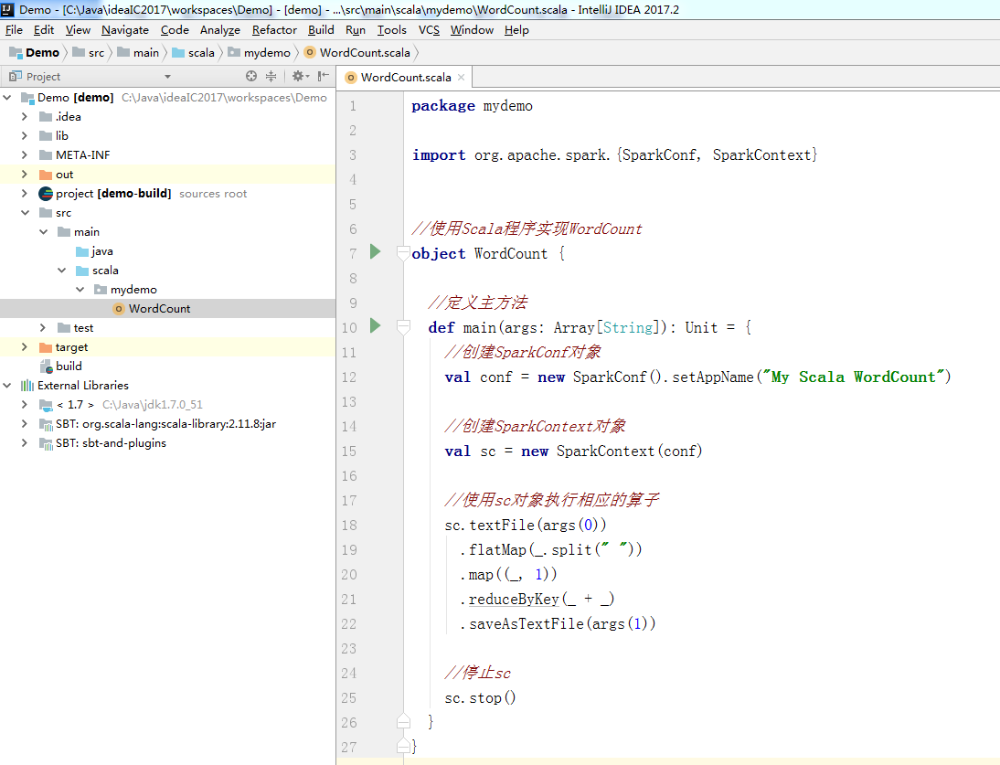 Demo - [C:\Java\ideaIC2017\workspaces\Demo] - [demo] - ...\src\main\scala\mydemo\WordCount.scala - IntelliJ IDEA 2017.2
File Edit View Navigate Code Analyze Refactor Build Run Tools VCS Window Help
Demo src main scala mydemo WordCount.scala
Project
Demo [demo] C:\Java\ideaIC2017\workspaces\Demo
.idea
lib
META-INF
out
project [demo-build] sources root
src
main
java
scala
mydemo
WordCount
test
target
build
External Libraries
< 1.7 > C:\Java\jdk1.7.0_51
SBT: org.scala-lang:scala-library:2.11.8:jar
SBT: sbt-and-plugins
WordCount.scala
1 package mydemo
2
3 import org.apache.spark.{SparkConf, SparkContext}
4
5
6 //使用Scala程序实现WordCount
7 object WordCount {
8
9 //定义主方法
10 def main(args: Array[String]): Unit = {
11 //创建SparkConf对象
12 val conf = new SparkConf().setAppName("My Scala WordCount")
13
14 //创建SparkContext对象
15 val sc = new SparkContext(conf)
16
17 //使用sc对象执行相应的算子
18 sc.textFile(args(0))
19 .flatMap(_.split(" "))
20 .map((_, 1))
21 .reduceByKey(_ + _)
22 .saveAsTextFile(args(1))
23
24 //停止sc
25 sc.stop()
26 }
27 }